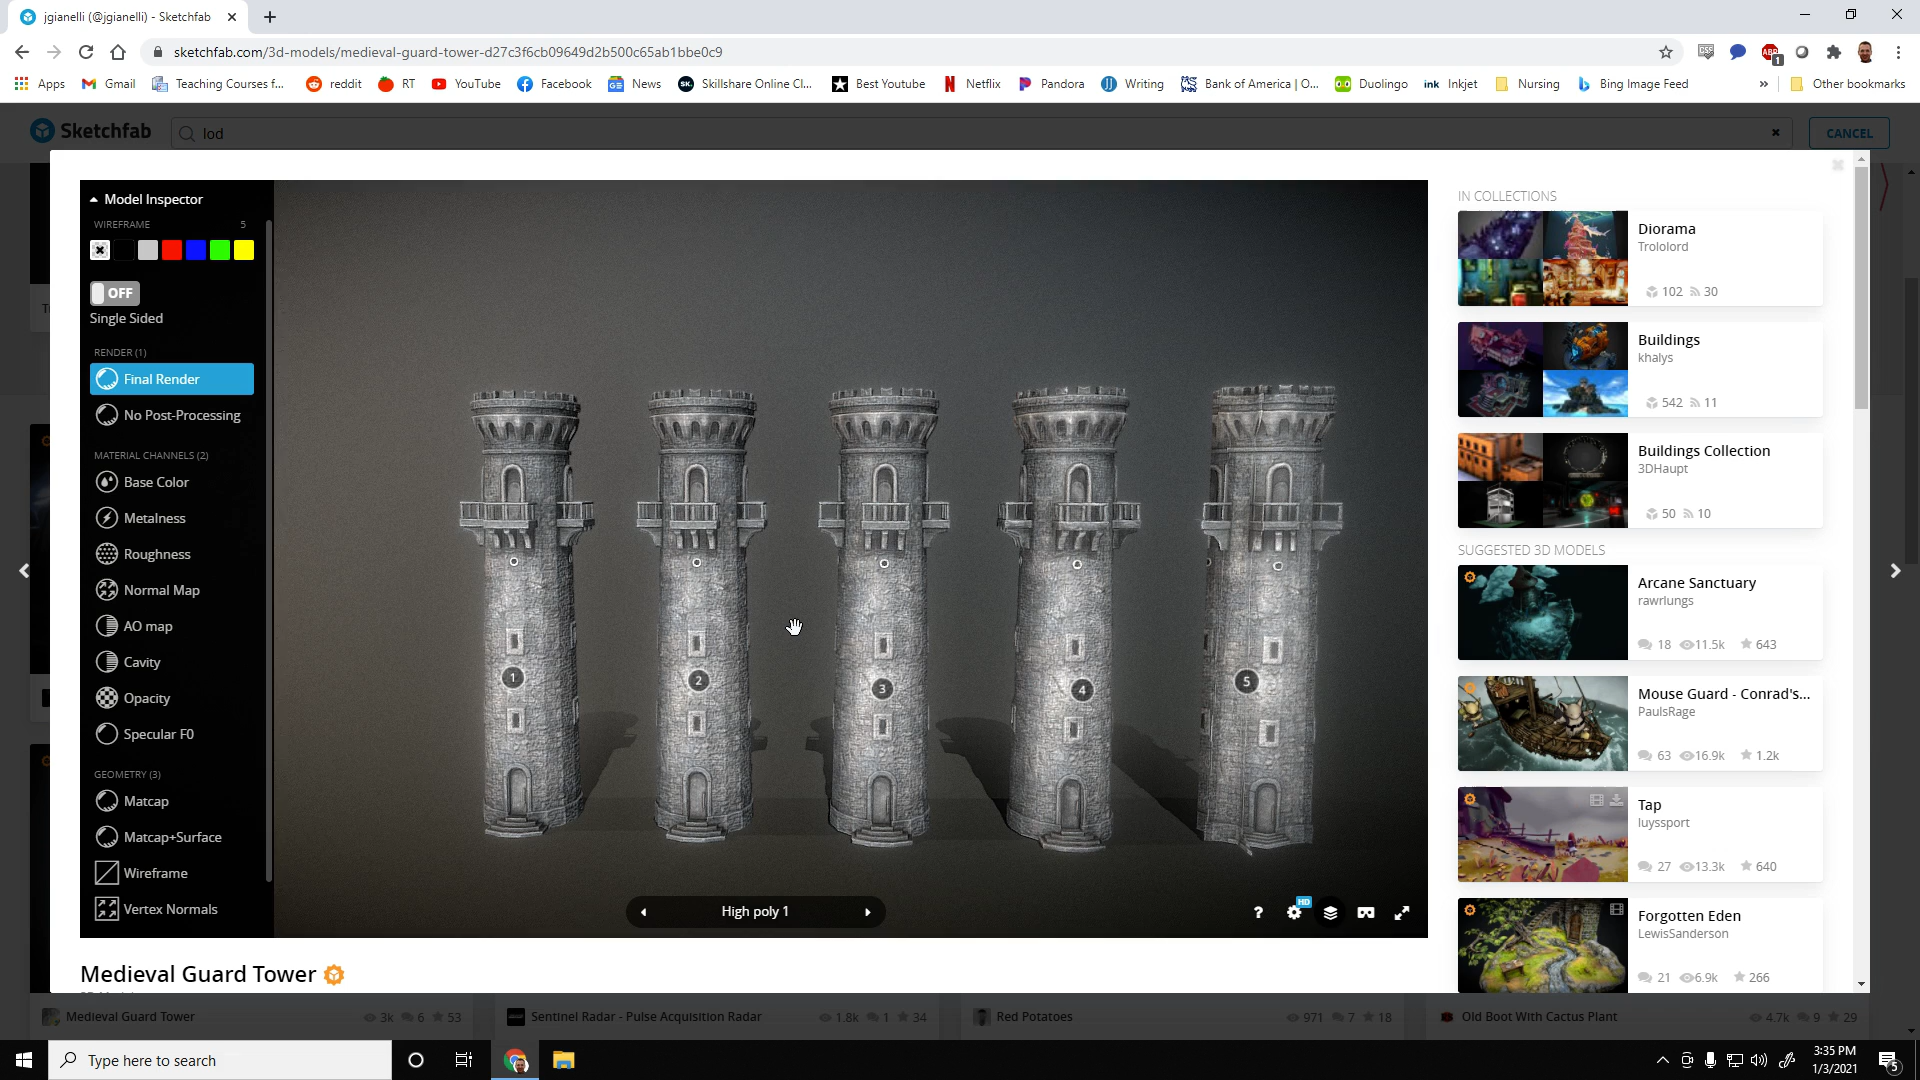 jgianelli (@jgianelli) - Sketchfab
sketchfab.com/3d-models/medieval-guard-tower-d27c3f6cb09649d2b500c65ab1bbe0c9
CSS
ABP
1
Apps
Gmail
Teaching Courses f...
reddit
RT
YouTube
Facebook
News
Skillshare Online Cl...
Best Youtube
Netflix
Pandora
Writing
Bank of America | O...
Duolingo
ink Inkjet
Nursing
Bing Image Feed
»
Other bookmarks
Sketchfab
lod
CANCEL
Model Inspector
WIREFRAME 5
OFF
Single Sided
RENDER (1)
Final Render
No Post-Processing
MATERIAL CHANNELS (2)
Base Color
Metalness
Roughness
Normal Map
AO map
Cavity
Opacity
Specular F0
GEOMETRY (3)
Matcap
Matcap+Surface
Wireframe
Vertex Normals
1
2
3
4
5
High poly 1
?
HD
IN COLLECTIONS
Diorama
Trololord
102 30
Buildings
khalys
542 11
Buildings Collection
3DHaupt
50 10
SUGGESTED 3D MODELS
Arcane Sanctuary
rawrlungs
18 11.5k 643
Mouse Guard - Conrad's...
PaulsRage
63 16.9k 1.2k
Tap
luyssport
27 13.3k 640
Forgotten Eden
LewisSanderson
21 6.9k 266
Medieval Guard Tower
Medieval Guard Tower 3k 6 53
Sentinel Radar - Pulse Acquisition Radar 1.8k 1 34
Red Potatoes 971 7 18
Old Boot With Cactus Plant 4.7k 9 29
Type here to search
3:35 PM
1/3/2021
5